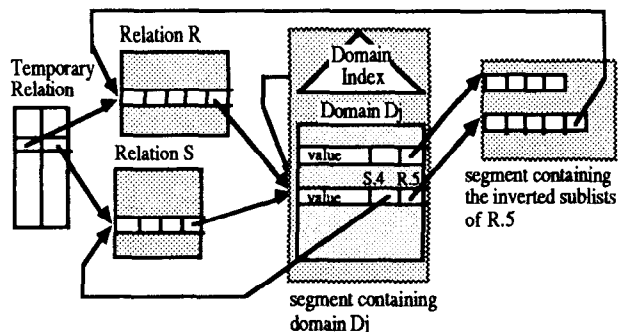 Relation R
Temporary
Relation
Relation S
Domain
Index
Domain Dj
value
S.4 R.5
value
segment containing
domain Dj
segment containing
the inverted sublists
of R.5